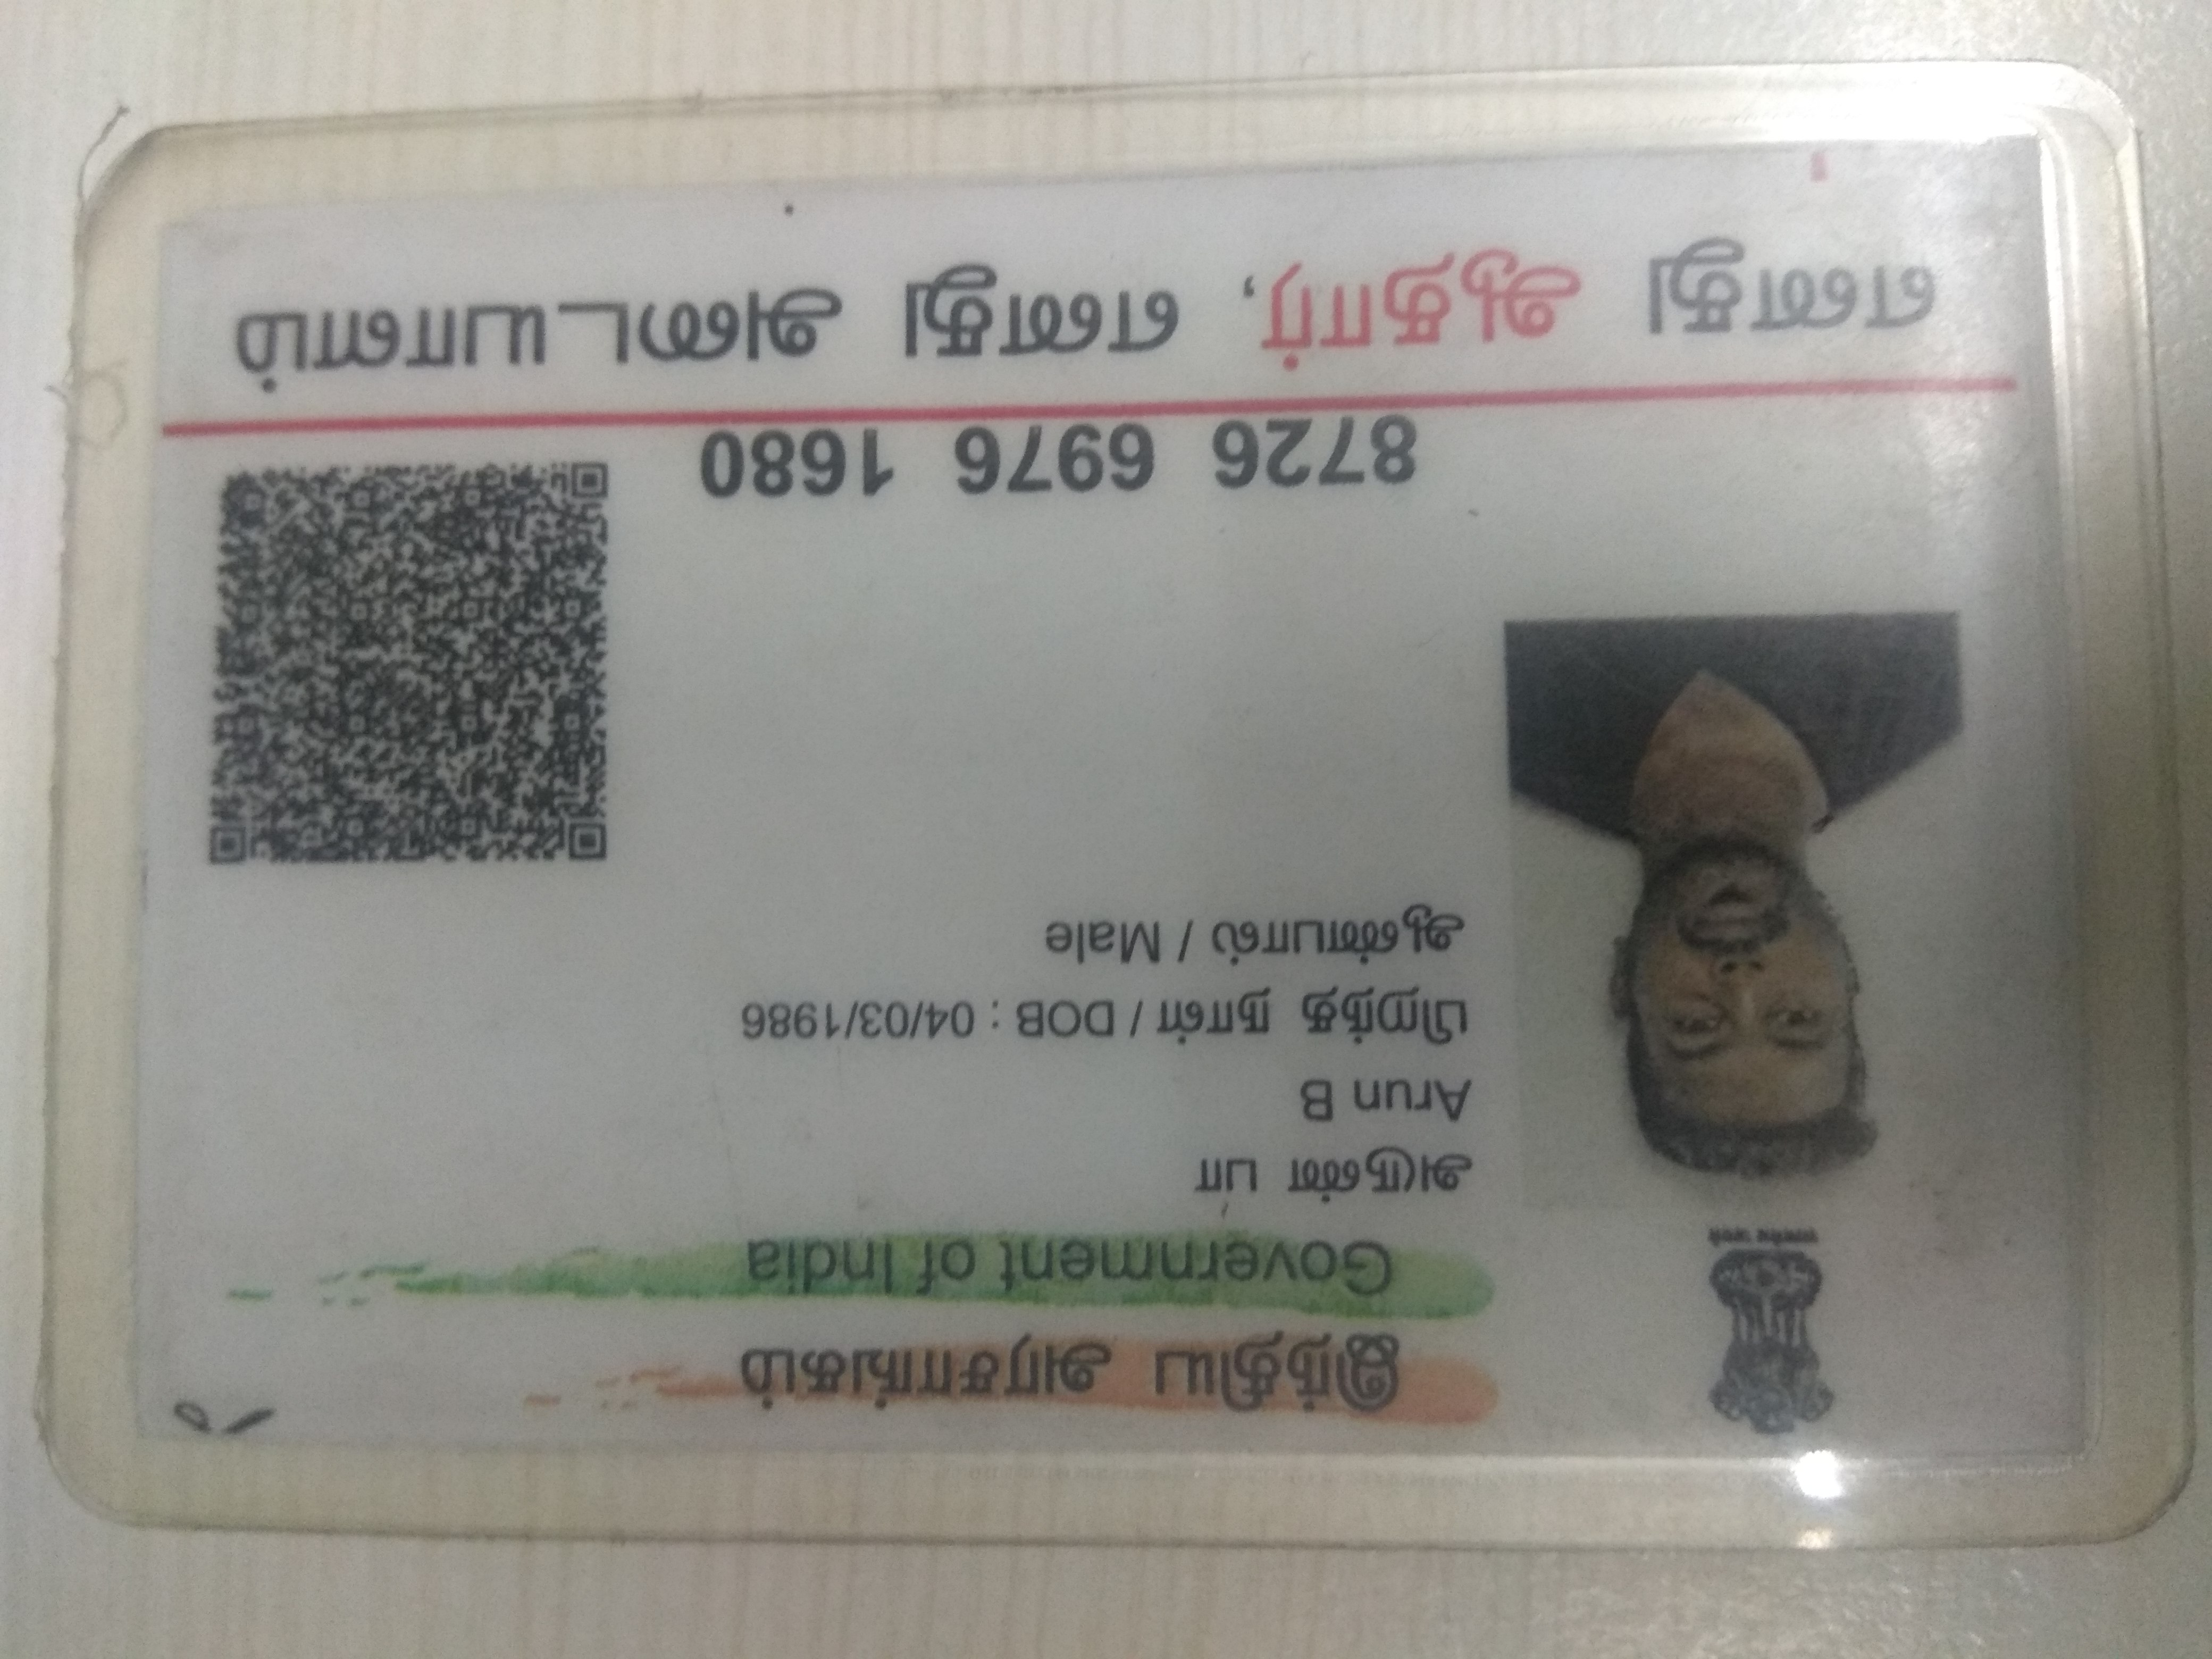 இந்திய அரசாங்கம்
Government of India
அருண் பா
Arun B
பிறந்த நாள் / DOB : 04/03/1986
ஆண்பால் / Male
8726 6976 1680
எனது ஆதார், எனது அடையாளம்